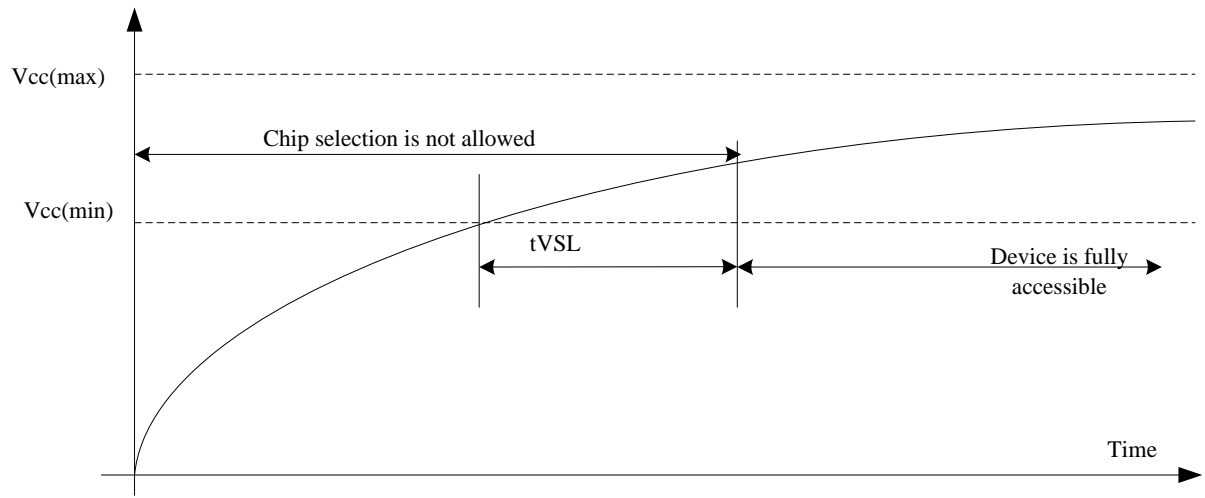 Vcc(max)
Chip selection is not allowed
Vcc(min)
tVSL
Device is fully
accessible
Time